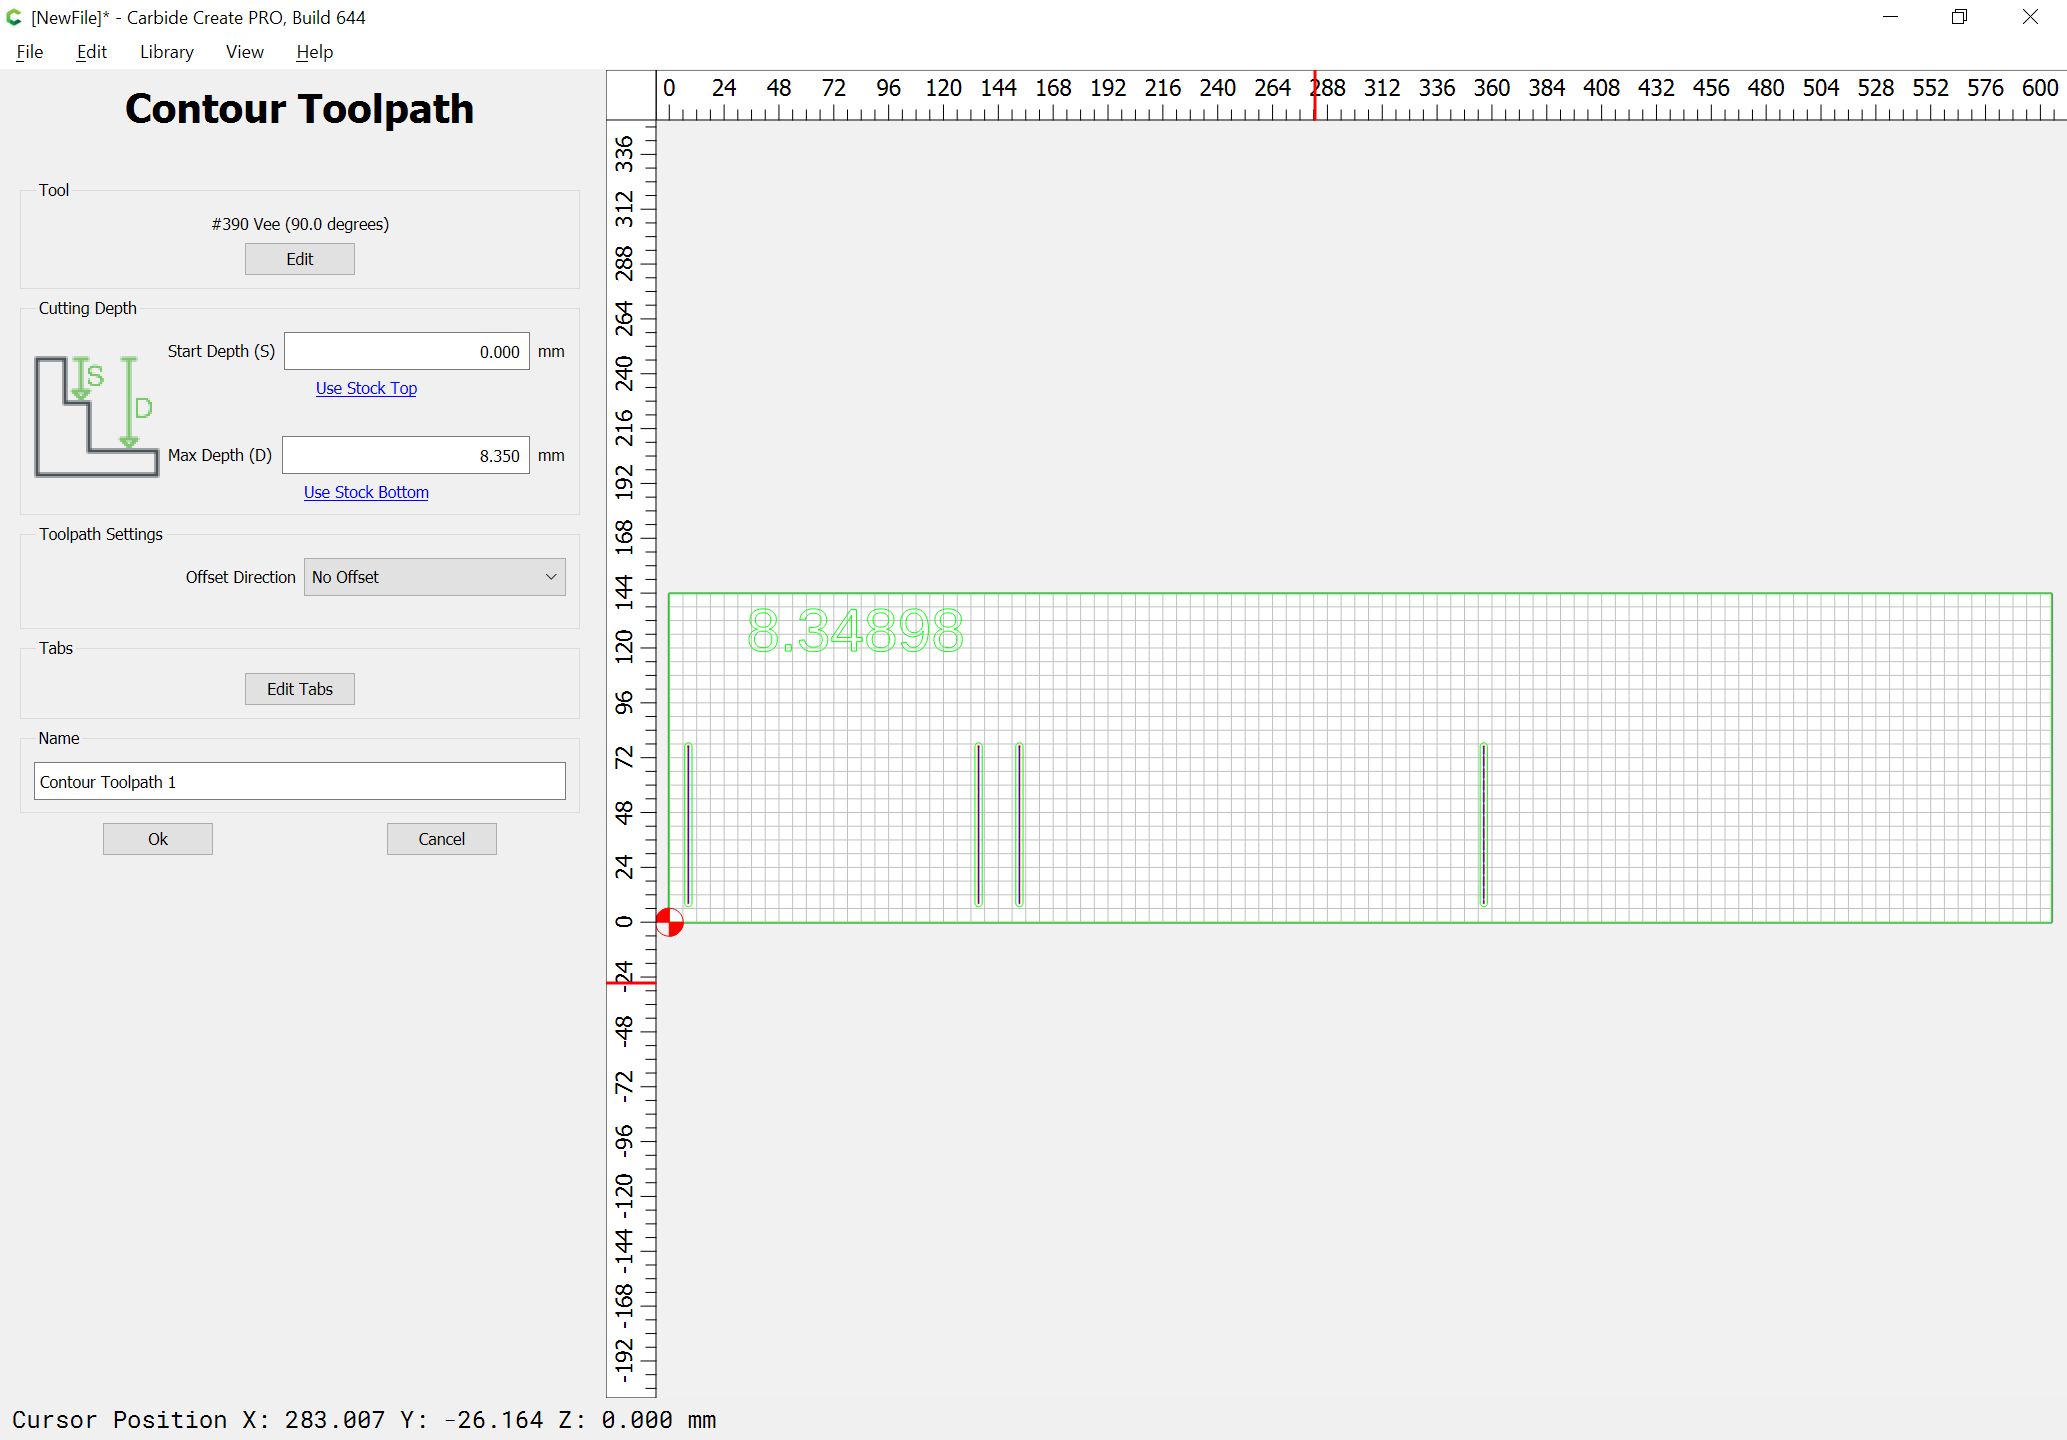 [NewFile]* - Carbide Create PRO, Build 644
File Edit Library View Help
Contour Toolpath
Tool
#390 Vee (90.0 degrees)
Edit
Cutting Depth
Start Depth (S) 0.000 mm
Use Stock Top
S
D
Max Depth (D) 8.350 mm
Use Stock Bottom
Toolpath Settings
Offset Direction No Offset
Tabs
Edit Tabs
Name
Contour Toolpath 1
Ok Cancel
0 24 48 72 96 120 144 168 192 216 240 264 288 312 336 360 384 408 432 456 480 504 528 552 576 600
336
312
288
264
240
216
192
168
144
120
96
72
48
24
0
-24
-48
-72
-96
-120
-144
-168
-192
8.34898
Cursor Position X: 283.007 Y: -26.164 Z: 0.000 mm